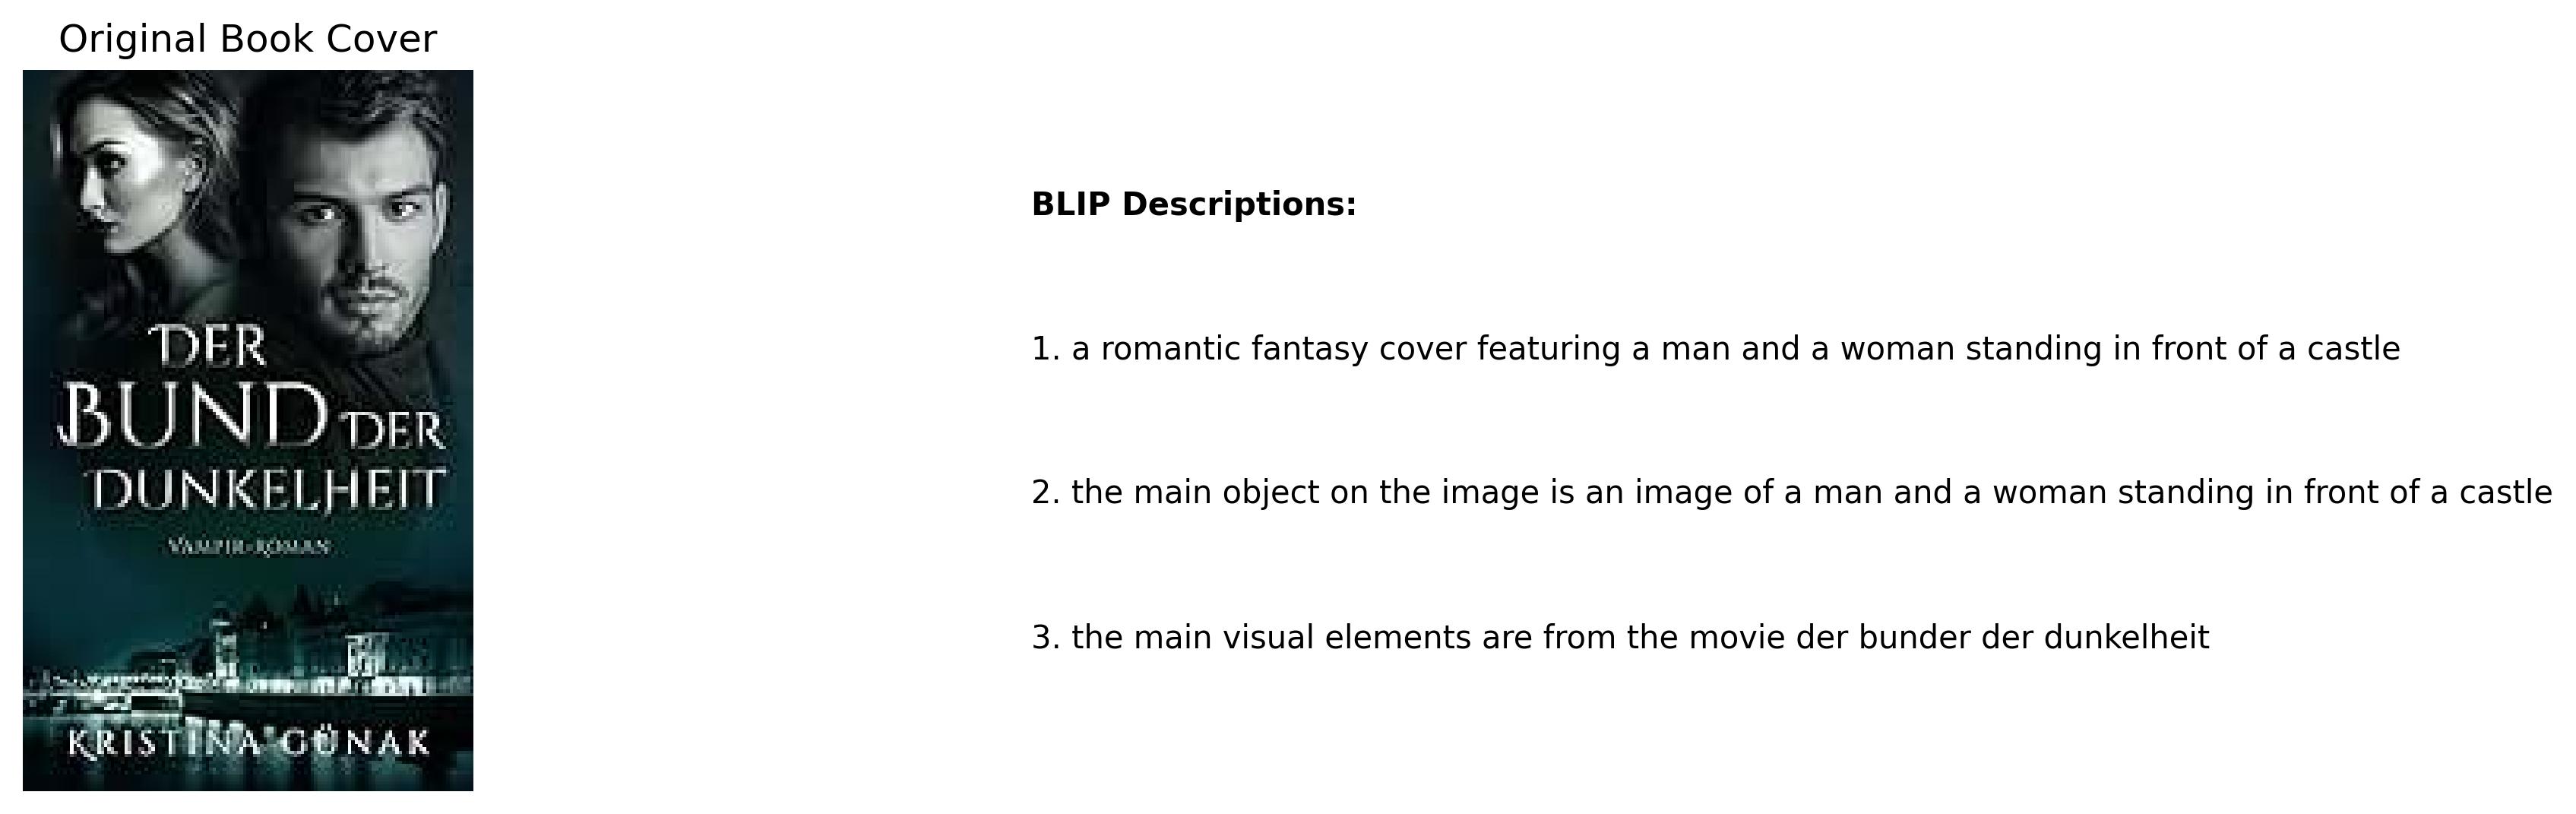 Original Book Cover
DER
BUND DER
DUNKELHEIT
VAMPIR-ROMAN
KRISTINA GÜNAK
BLIP Descriptions:
1. a romantic fantasy cover featuring a man and a woman standing in front of a castle
2. the main object on the image is an image of a man and a woman standing in front of a castle
3. the main visual elements are from the movie der bunder der dunkelheit